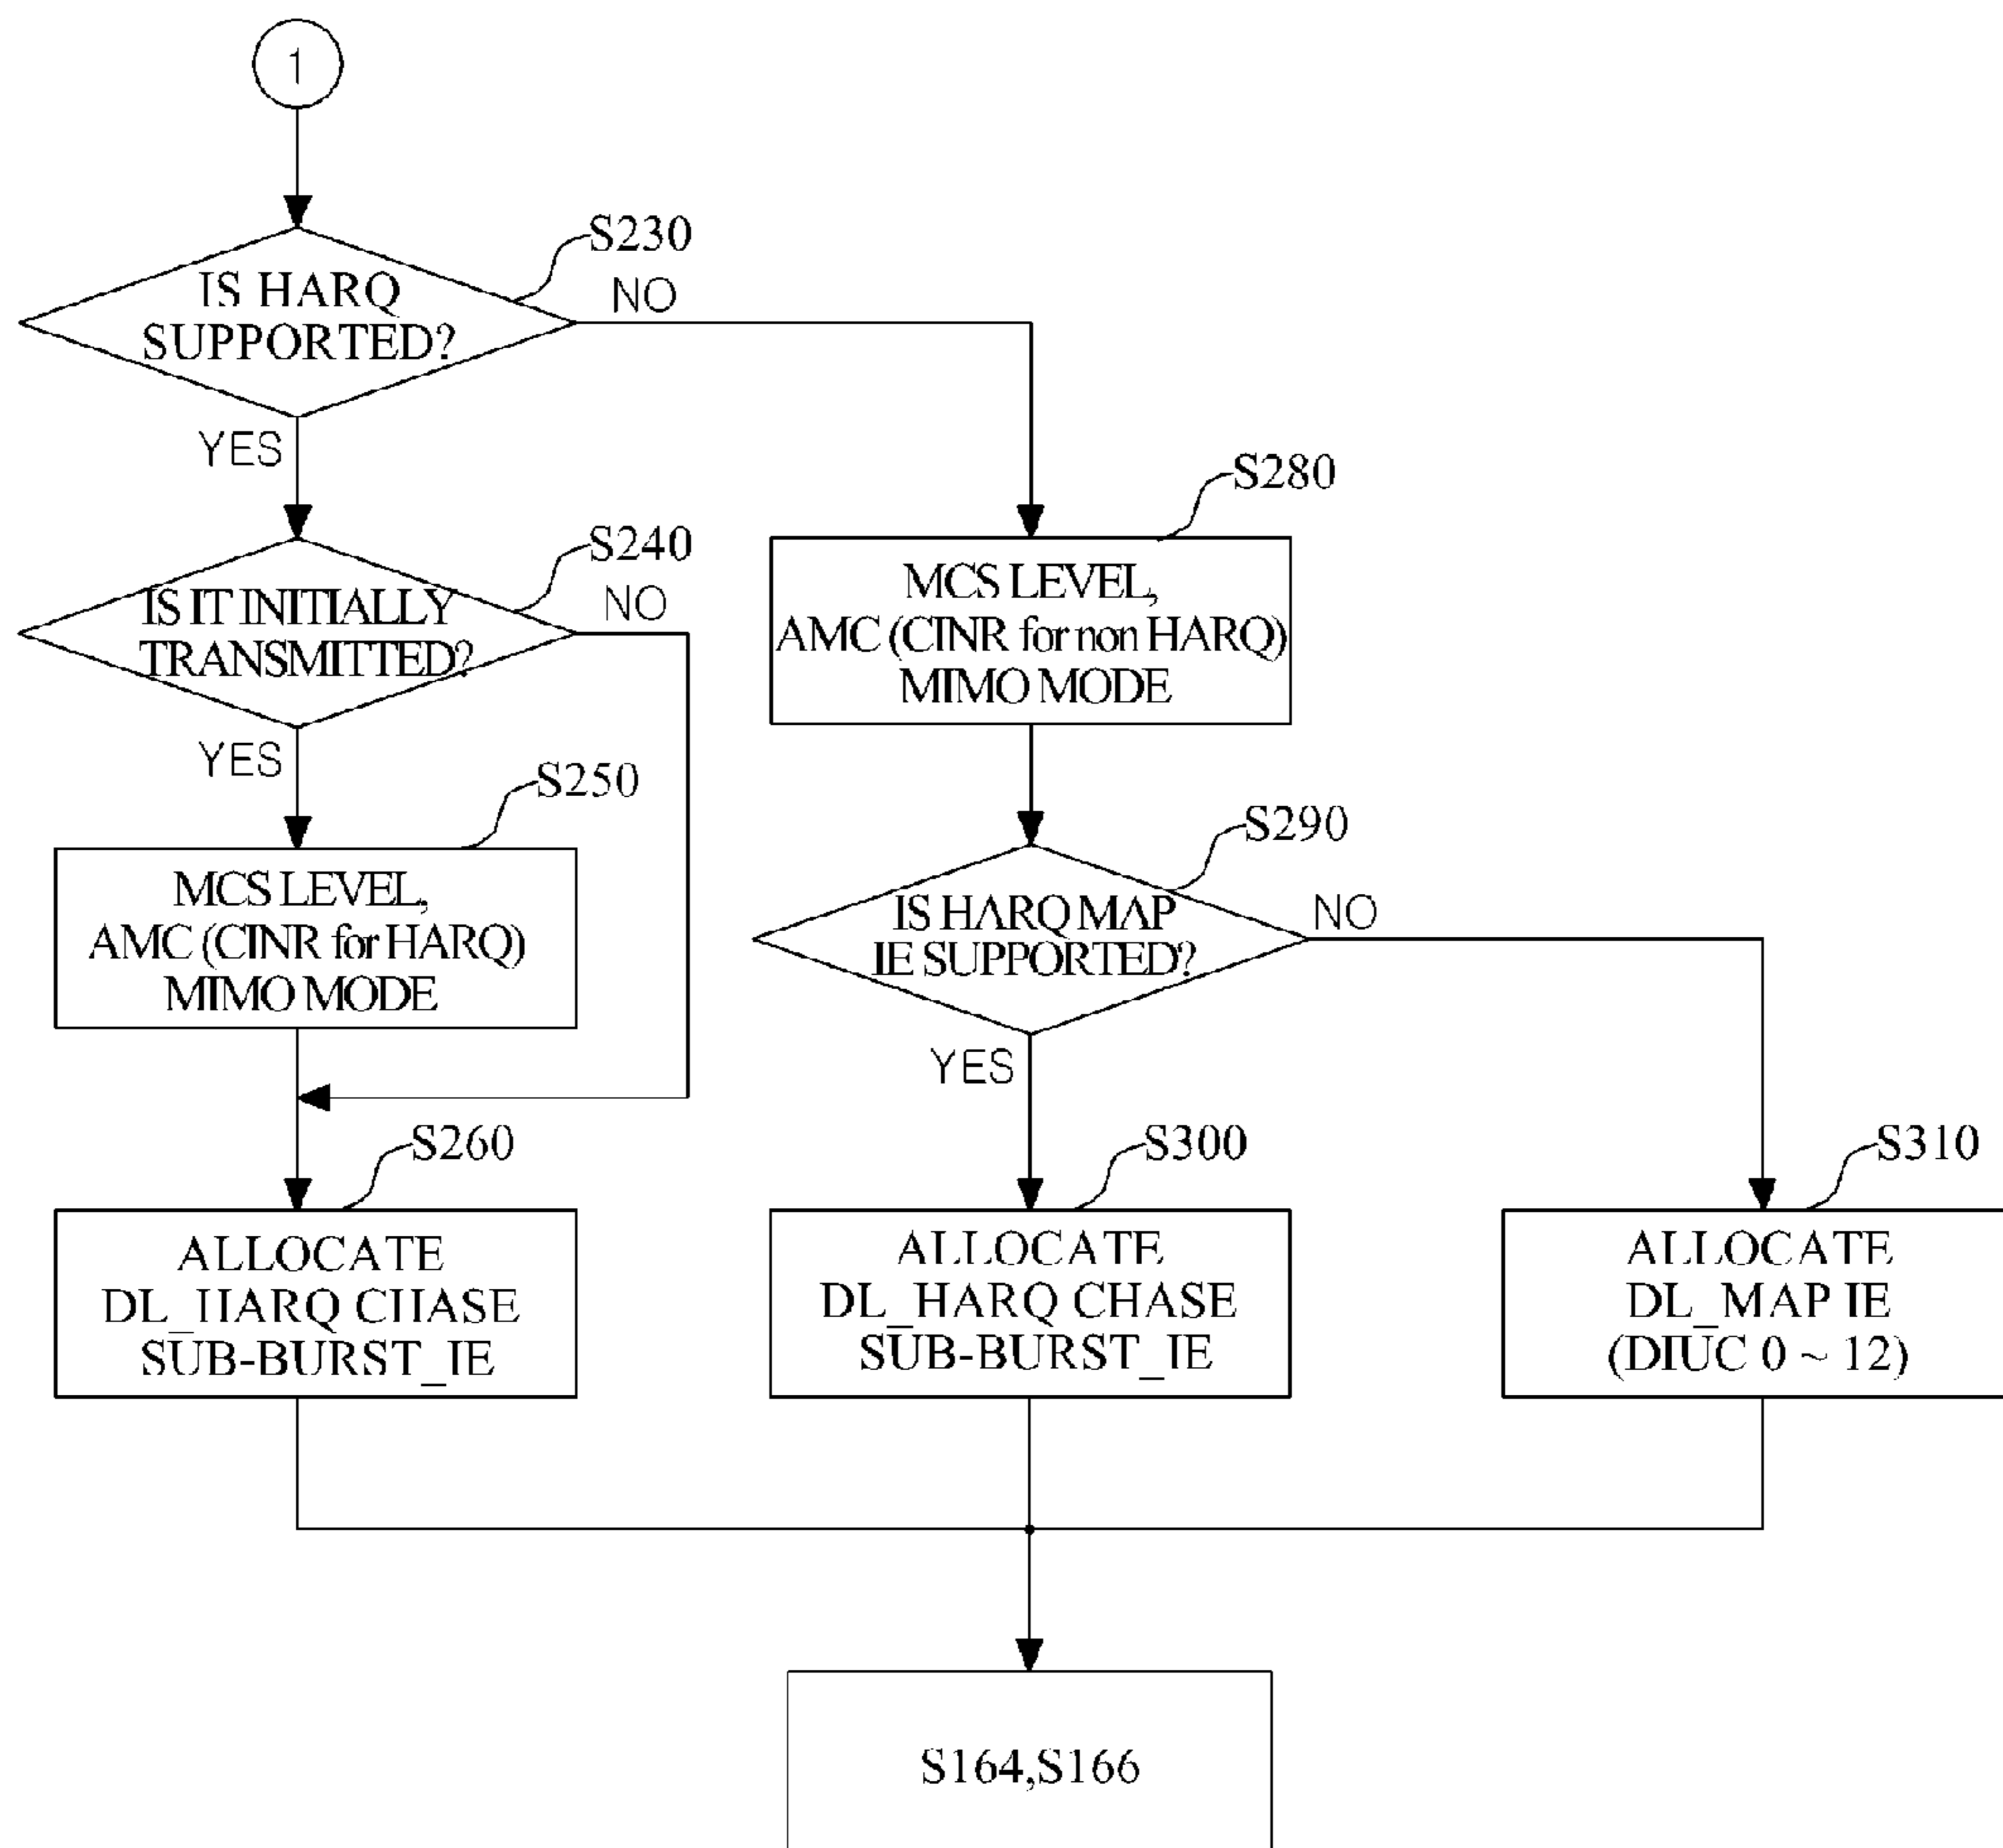 1
S230
IS HARQ
SUPPORTED?
NO
YES
S240
IS IT INITIALLY
TRANSMITTED?
NO
YES
S250
MCS LEVEL,
AMC (CINR for HARQ)
MIMO MODE
S260
ALLOCATE
DL_HARQ CHASE
SUB-BURST_IE
S280
MCS LEVEL,
AMC (CINR for non HARQ)
MIMO MODE
S290
IS HARQ MAP
IE SUPPORTED?
NO
YES
S300
ALLOCATE
DL_HARQ CHASE
SUB-BURST_IE
S310
ALLOCATE
DL_MAP IE
(DIUC 0 ~ 12)
S164,S166